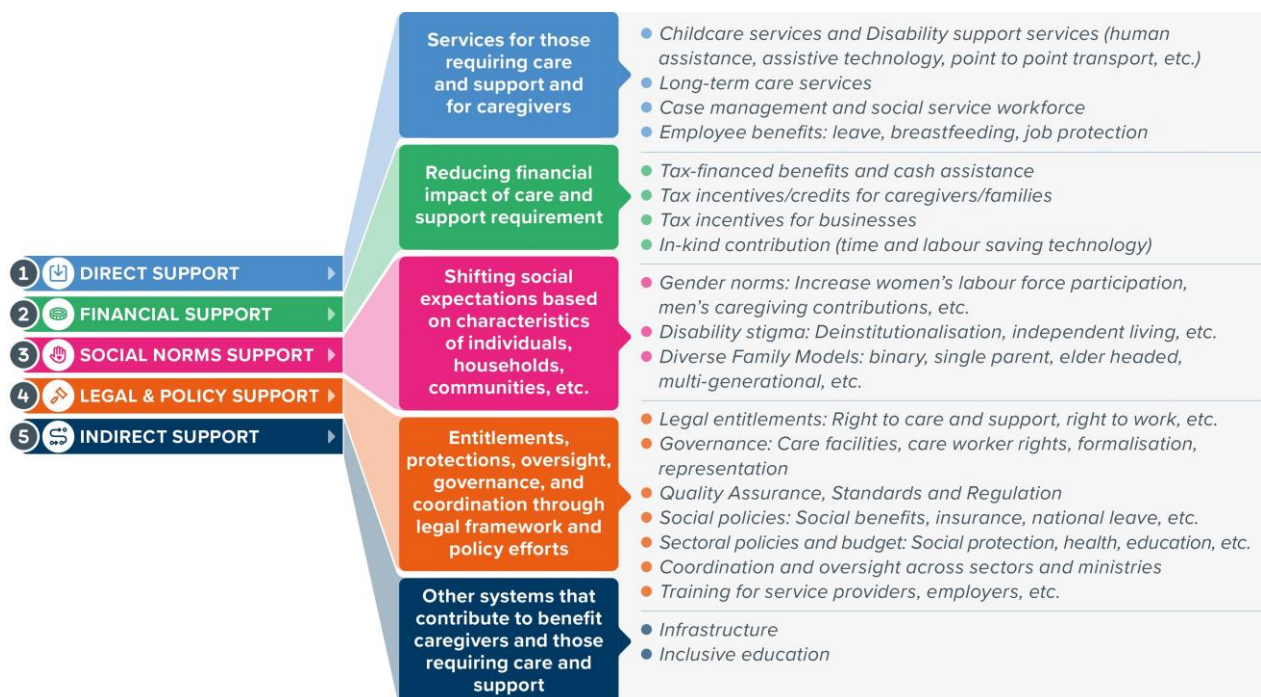 1 DIRECT SUPPORT
2 FINANCIAL SUPPORT
3 SOCIAL NORMS SUPPORT
4 LEGAL & POLICY SUPPORT
5 INDIRECT SUPPORT
Services for those
requiring care
and support and
for caregivers
Childcare services and Disability support services (human
assistance, assistive technology, point to point transport, etc.)
Long-term care services
Case management and social service workforce
Employee benefits: leave, breastfeeding, job protection
Reducing financial
impact of care and
support requirement
Tax-financed benefits and cash assistance
Tax incentives/credits for caregivers/families
Tax incentives for businesses
In-kind contribution (time and labour saving technology)
Shifting social
expectations based
on characteristics
of individuals,
households,
communities, etc.
Gender norms: Increase women's labour force participation,
men's caregiving contributions, etc.
Disability stigma: Deinstitutionalisation, independent living, etc.
Diverse Family Models: binary, single parent, elder headed,
multi-generational, etc.
Entitlements,
protections, oversight,
governance, and
coordination through
legal framework and
policy efforts
Legal entitlements: Right to care and support, right to work, etc.
Governance: Care facilities, care worker rights, formalisation,
representation
Quality Assurance, Standards and Regulation
Social policies: Social benefits, insurance, national leave, etc.
Sectoral policies and budget: Social protection, health, education, etc.
Coordination and oversight across sectors and ministries
Training for service providers, employers, etc.
Other systems that
contribute to benefit
caregivers and those
requiring care and
support
Infrastructure
Inclusive education